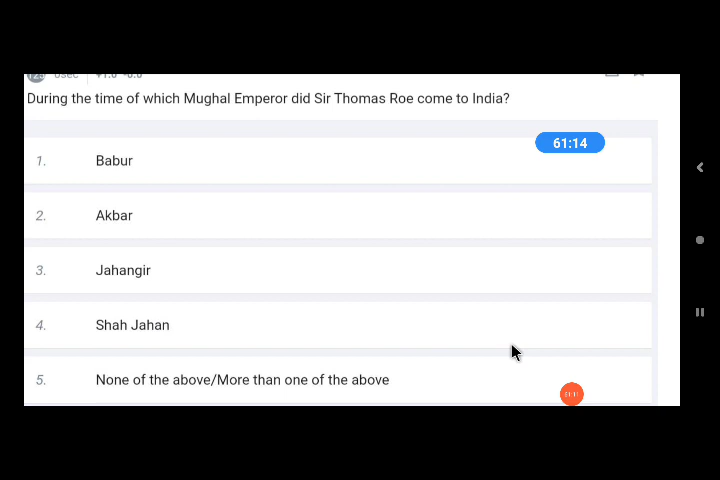 During the time of which Mughal Emperor did Sir Thomas Roe come to India?
61:14
1. Babur
2. Akbar
3. Jahangir
4. Shah Jahan
5. None of the above/More than one of the above